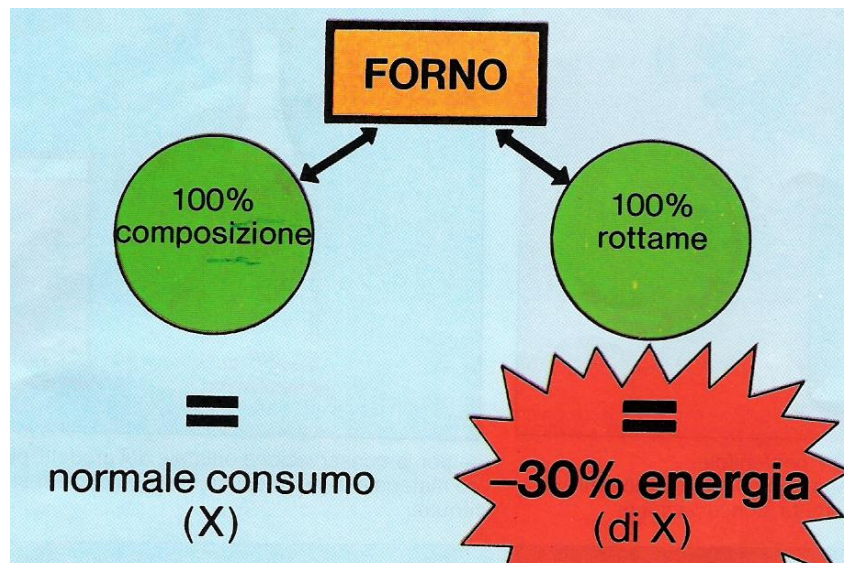 FORNO
100%
composizione
100%
rottame
=
normale consumo
(X)
=
–30% energia
(di X)